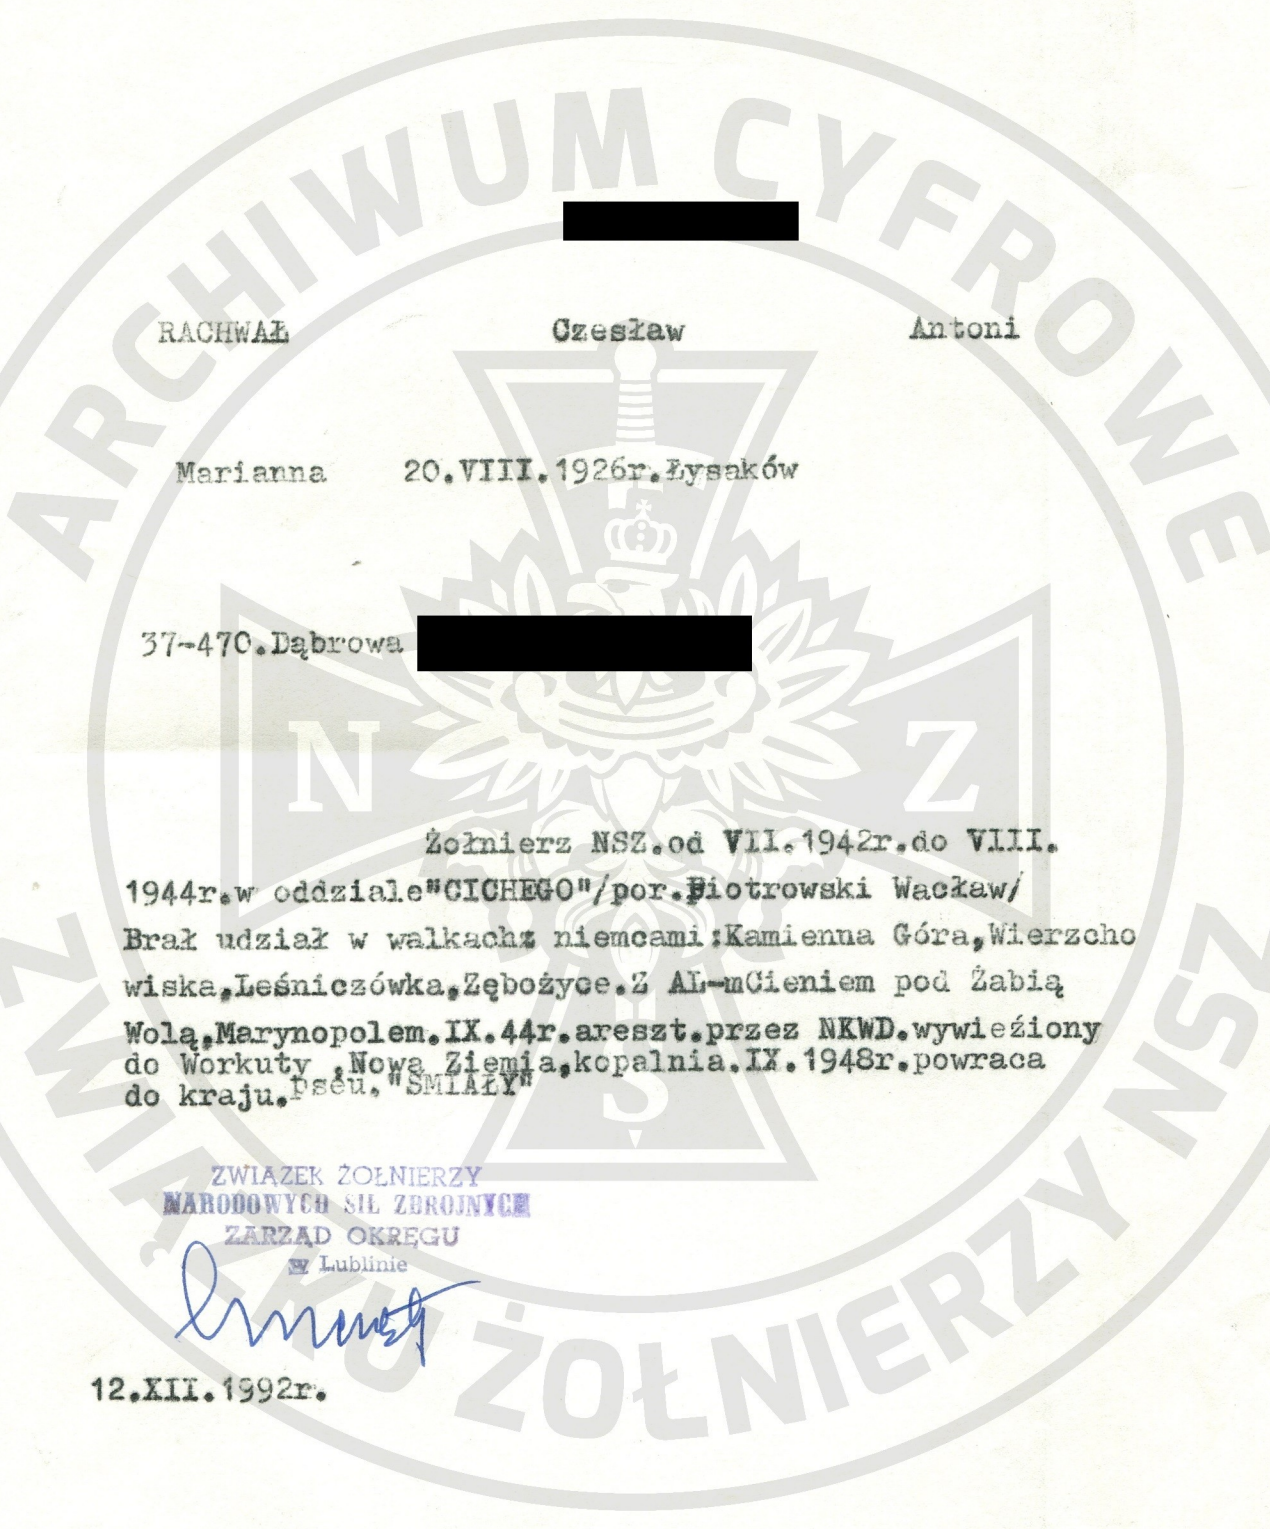 ARCHIWUM CYFROWE
ZWIĄZKU ŻOŁNIERZY NSZ
RACHWAŁ Czesław Antoni
Marianna 20.VIII.1926r.Łysaków
37-470.Dąbrowa
N Z
S
Żołnierz NSZ.od VII.1942r.do VIII.
1944r.w oddziale"CICHEGO"/por.Piotrowski Wacław/
Brał udział w walkachz niemcami:Kamienna Góra,Wierzcho
wiska,Leśniczówka,Zębożyce.Z AL-mCieniem pod Żabią
Wolą,Marynopolem.IX.44r.areszt.przez NKWD.wywieźiony
do Workuty ,Nowa Ziemia,kopalnia.IX.1948r.powraca
do kraju.pseu."ŚMIAŁY"
ZWIĄZEK ŻOŁNIERZY
NARODOWYCH SIŁ ZBROJNYCH
ZARZĄD OKRĘGU
w Lublinie
12.XII.1992r.